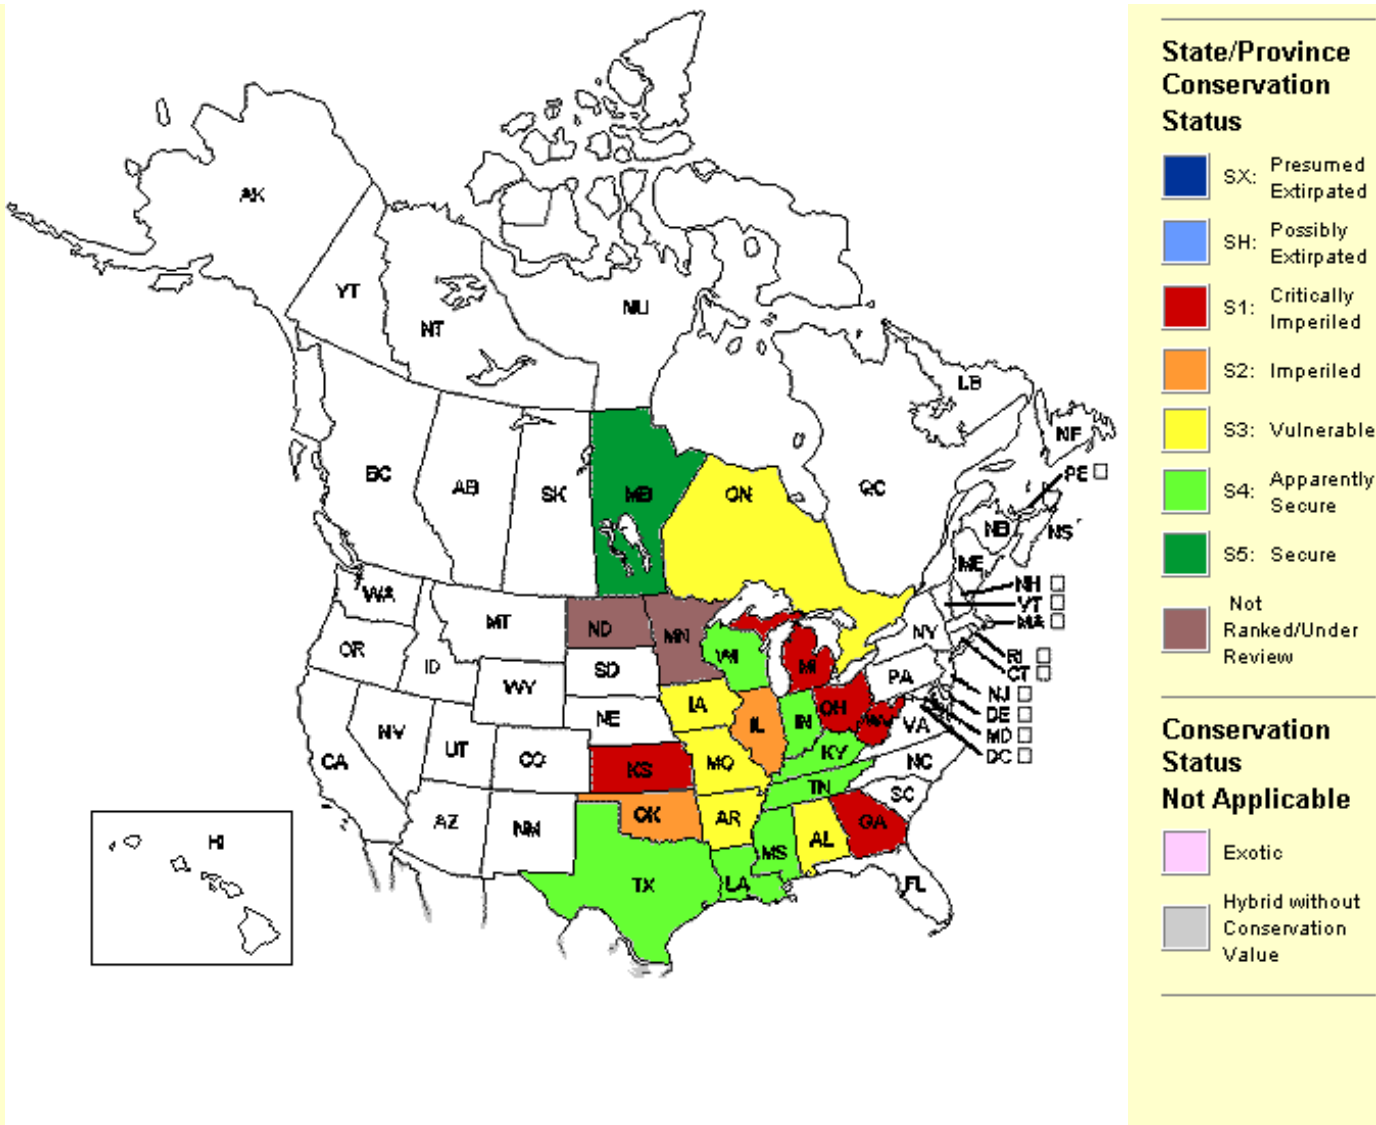 AK
YT
NT
NU
BC
AB
SK
MB
ON
QC
LB
NF
PE
NB
NS
ME
NH
VT
MA
RI
CT
NJ
DE
MD
DC
WA
OR
ID
MT
ND
MN
SD
WY
NE
IA
WI
MI
IL
IN
OH
WV
PA
NY
VA
NC
SC
KY
TN
CA
NV
UT
CO
KS
MO
AZ
NM
OK
AR
TX
LA
MS
AL
GA
FL
HI
State/Province
Conservation
Status
SX: Presumed
Extirpated
SH: Possibly
Extirpated
S1: Critically
Imperiled
S2: Imperiled
S3: Vulnerable
S4: Apparently
Secure
S5: Secure
Not
Ranked/Under
Review
Conservation
Status
Not Applicable
Exotic
Hybrid without
Conservation
Value